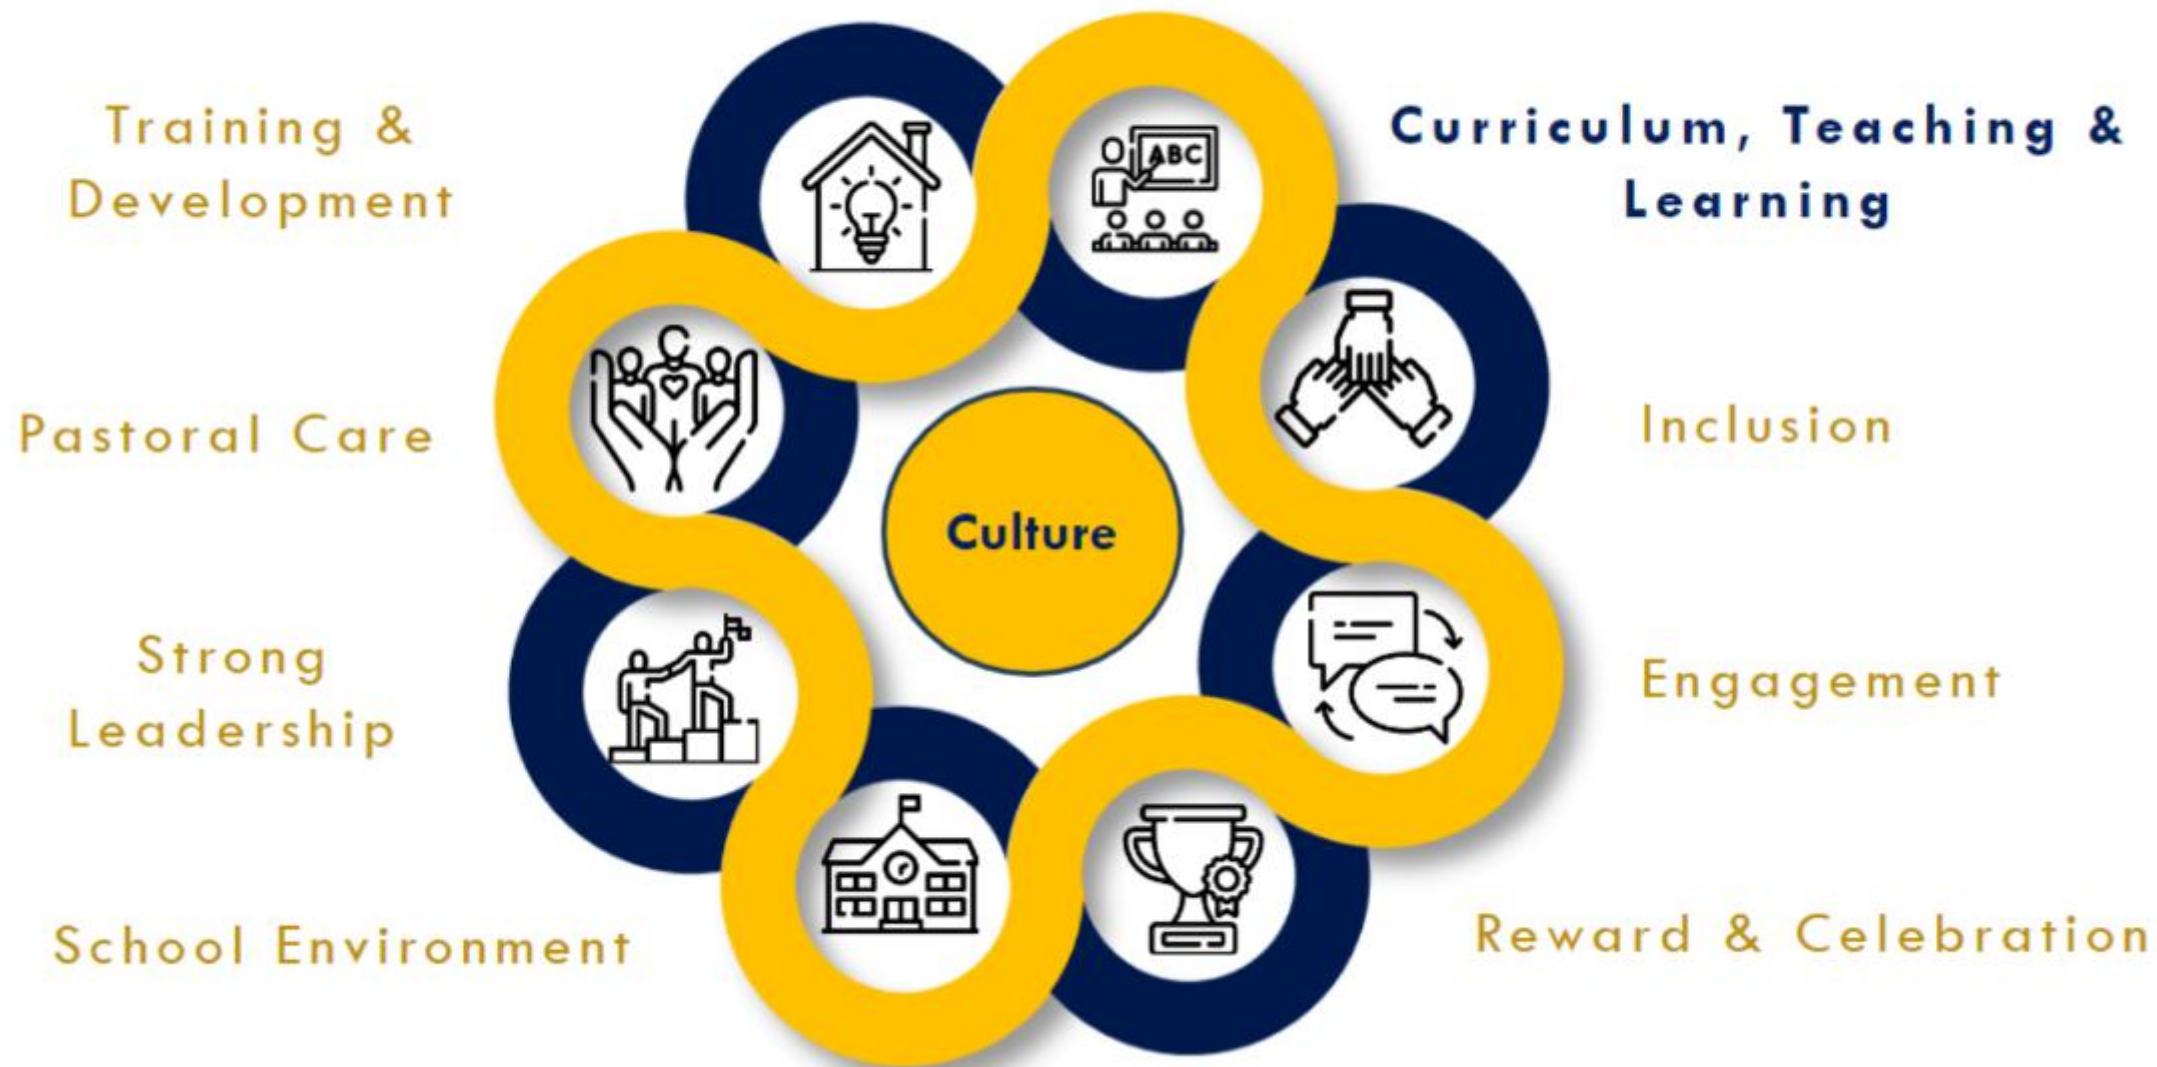 Training &
Development
Curriculum, Teaching &
Learning
ABC
Pastoral Care
Inclusion
Culture
Strong
Leadership
Engagement
School Environment
Reward & Celebration